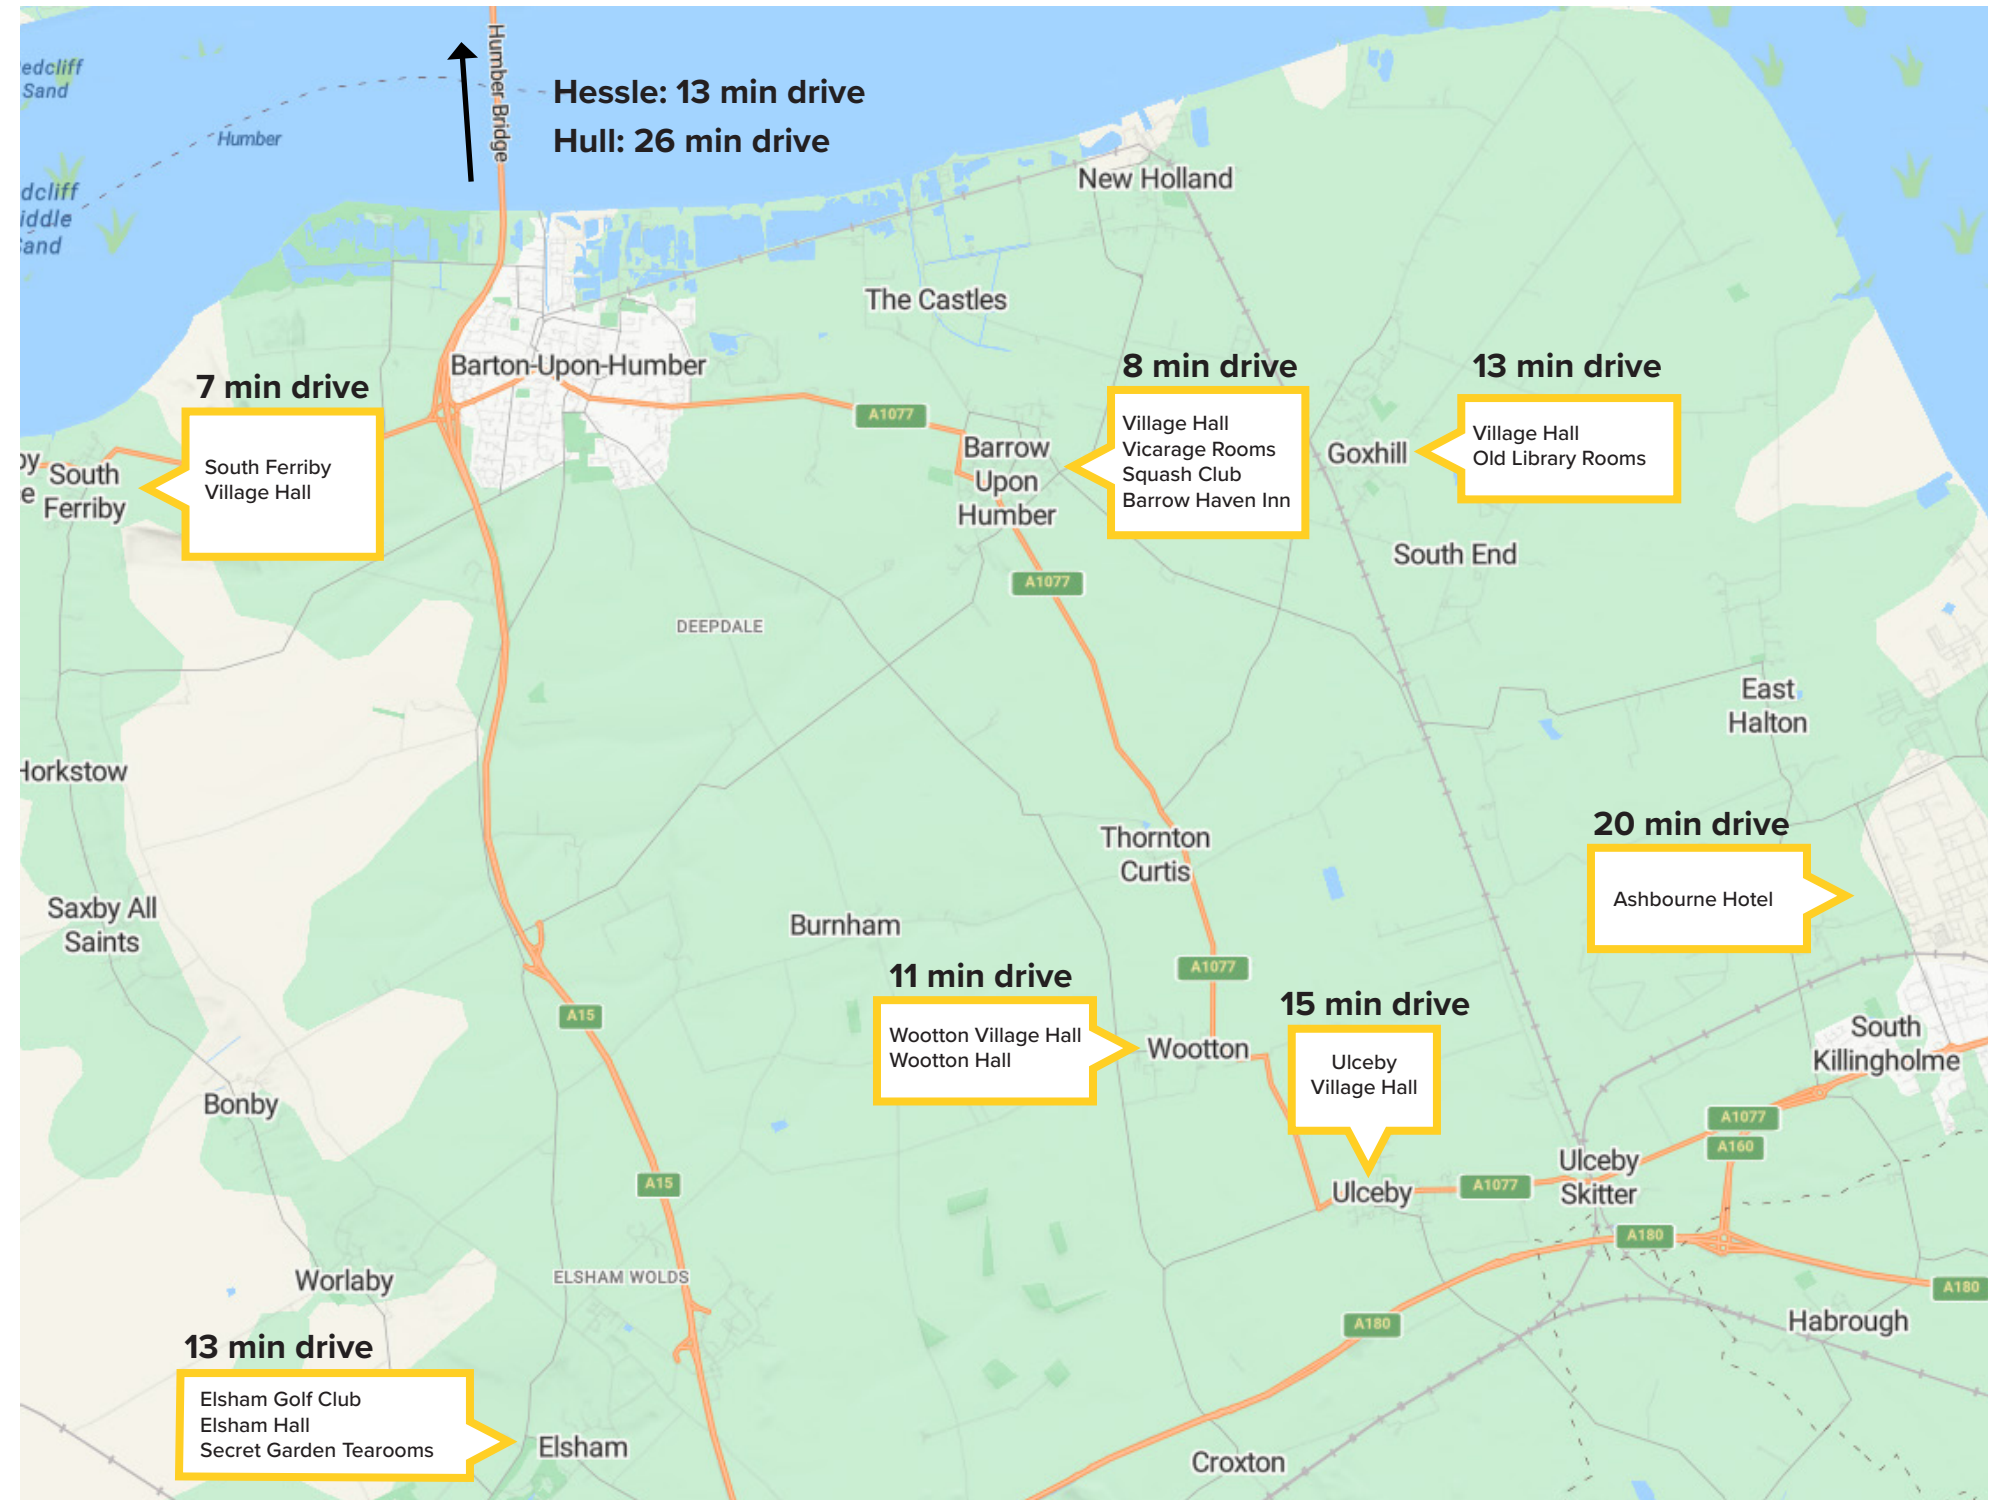 edcliff
Sand
Humber
dcliff
iddle
Sand
Humber Bridge
Hessle: 13 min drive
Hull: 26 min drive
New Holland
The Castles
Barton-Upon-Humber
7 min drive
South Ferriby
Village Hall
South
Ferriby
A1077
Barrow
Upon
Humber
8 min drive
Village Hall
Vicarage Rooms
Squash Club
Barrow Haven Inn
Goxhill
13 min drive
Village Hall
Old Library Rooms
South End
A1077
DEEPDALE
East
Halton
Horkstow
Thornton
Curtis
20 min drive
Ashbourne Hotel
Saxby All
Saints
Burnham
A1077
11 min drive
Wootton Village Hall
Wootton Hall
Wootton
15 min drive
Ulceby
Village Hall
A15
South
Killingholme
Bonby
A1077
A160
Ulceby
Skitter
A15
Ulceby
A1077
A180
ELSHAM WOLDS
Worlaby
A180
A180
Habrough
13 min drive
Elsham Golf Club
Elsham Hall
Secret Garden Tearooms
Elsham
Croxton